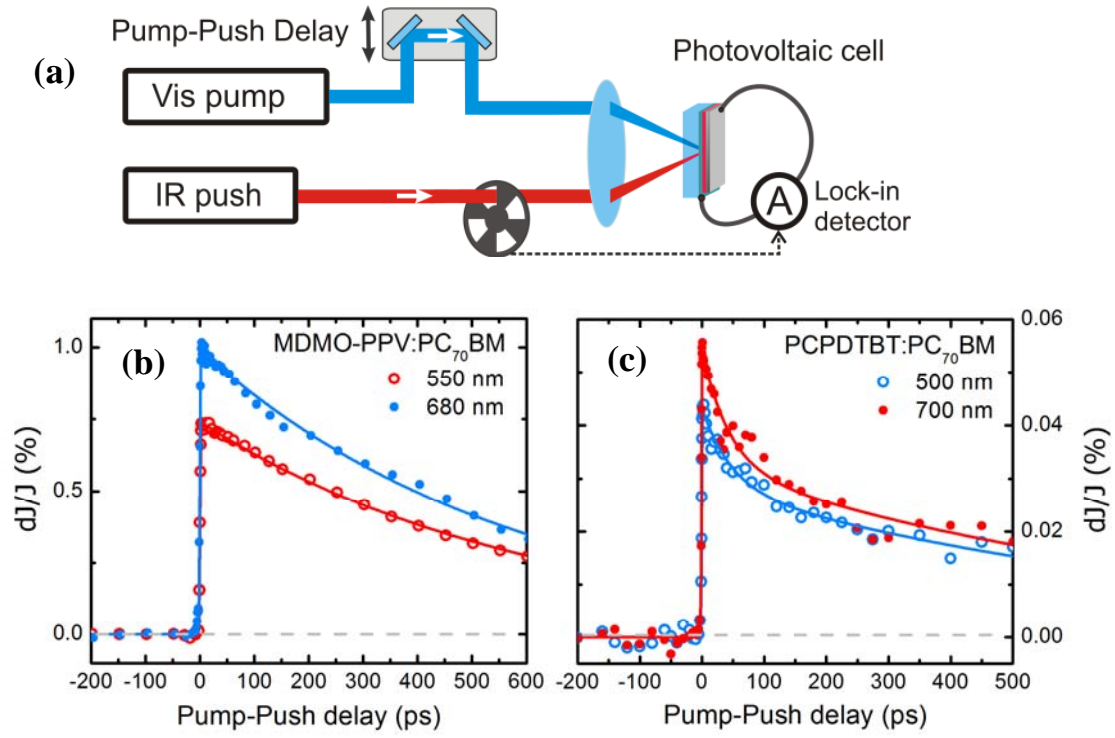 (a)
Pump-Push Delay
Vis pump
IR push
Photovoltaic cell
A
Lock-in
detector
(b)
MDMO-PPV:PC70BM
550 nm
680 nm
1.0
0.5
0.0
dJ/J (%)
-200 -100 0 100 200 300 400 500 600
Pump-Push delay (ps)
(c)
PCPDTBT:PC70BM
500 nm
700 nm
0.06
0.04
0.02
0.00
dJ/J (%)
-200 -100 0 100 200 300 400 500
Pump-Push delay (ps)